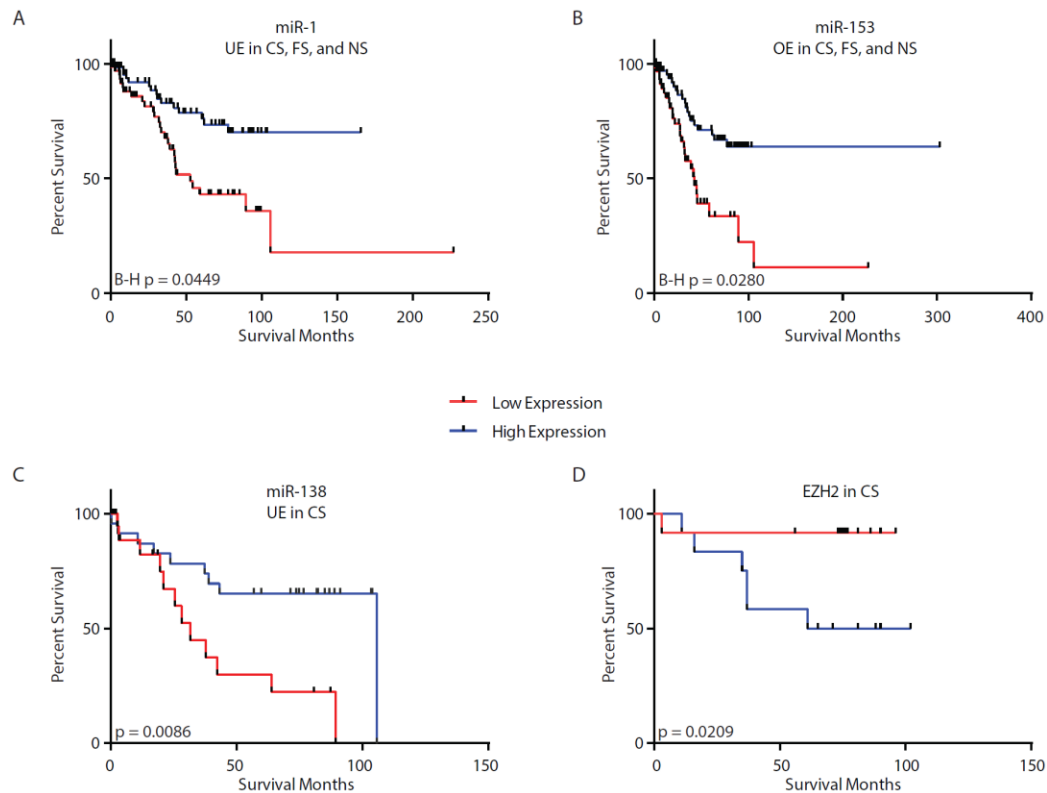 A
miR-1
UE in CS, FS, and NS
Percent Survival
100
50
0
B-H p = 0.0449
0
50
100
150
200
250
Survival Months
B
miR-153
OE in CS, FS, and NS
Percent Survival
100
50
0
B-H p = 0.0280
0
100
200
300
400
Survival Months
Low Expression
High Expression
C
miR-138
UE in CS
Percent Survival
100
50
0
p = 0.0086
0
50
100
150
Survival Months
D
EZH2 in CS
Percent Survival
100
50
0
p = 0.0209
0
50
100
150
Survival Months